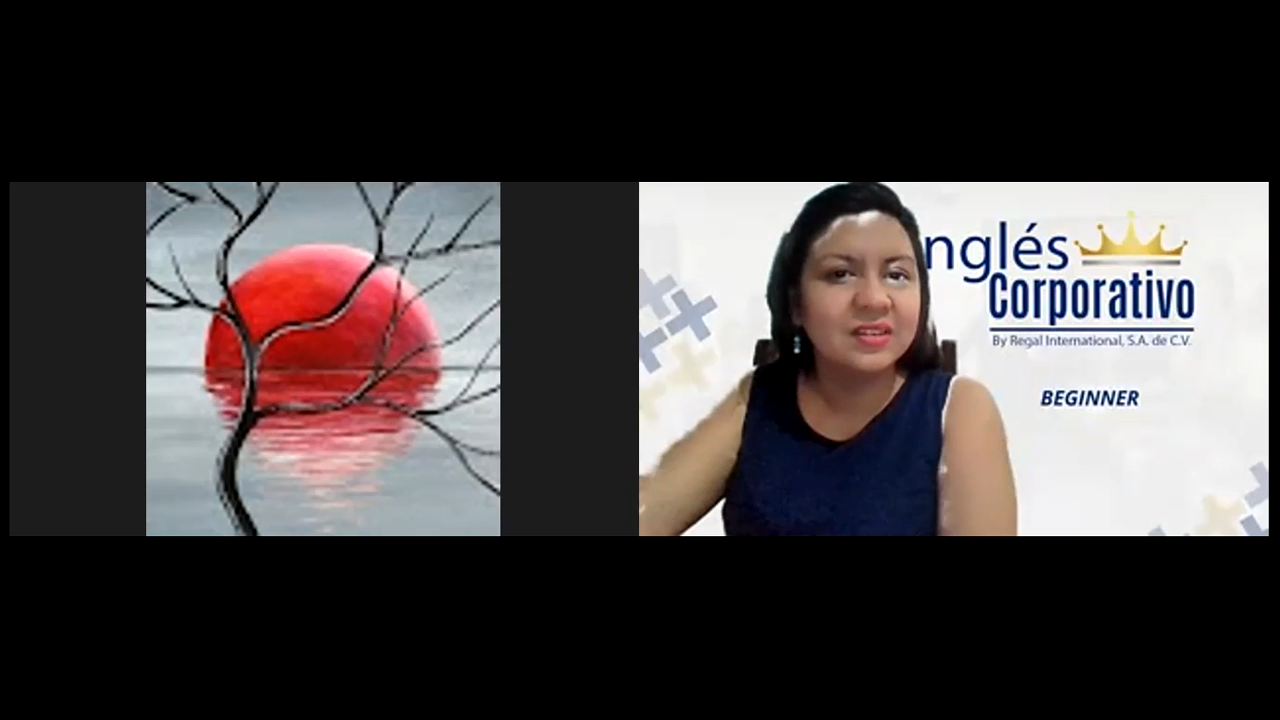 nglés
Corporativo
By Regal International, S.A. de C.V.
BEGINNER